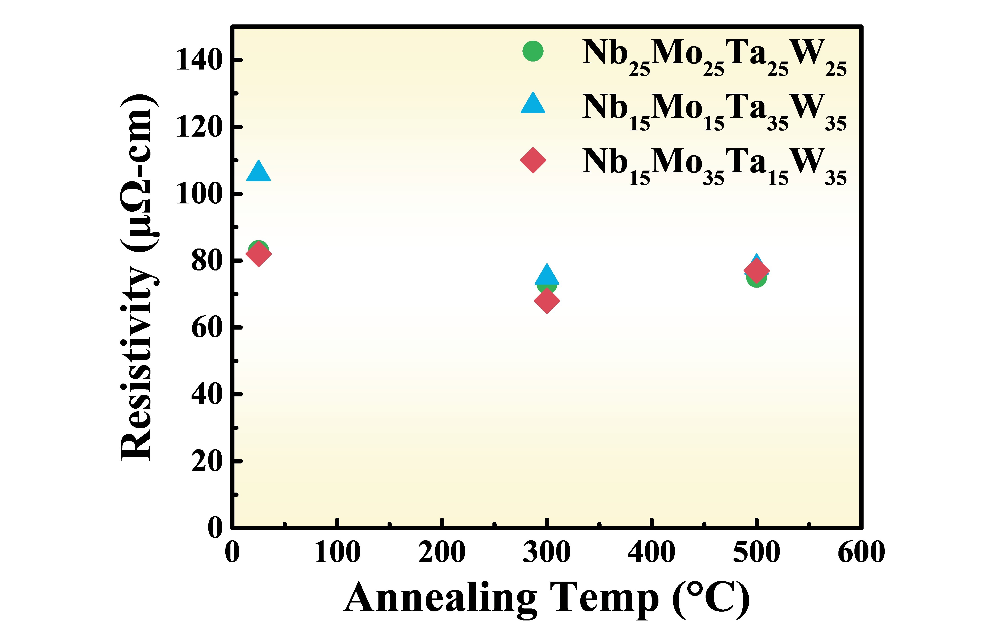 Nb25Mo25Ta25W25
Nb15Mo15Ta35W35
Nb15Mo35Ta15W35
140
120
100
80
60
40
20
0
Resistivity (μΩ-cm)
0 100 200 300 400 500 600
Annealing Temp (°C)